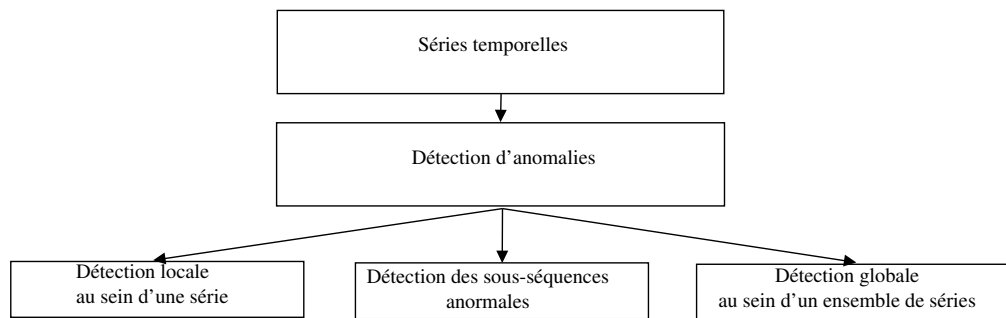 Séries temporelles
Détection d'anomalies
Détection locale
au sein d'une série
Détection des sous-séquences
anormales
Détection globale
au sein d'un ensemble de séries